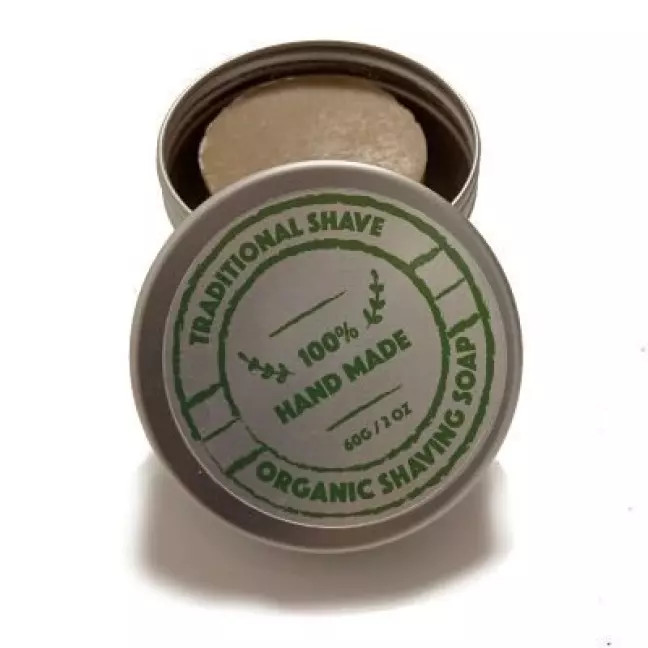 TRADITIONAL SHAVE
100%
HAND MADE
60G / 2 OZ
ORGANIC SHAVING SOAP